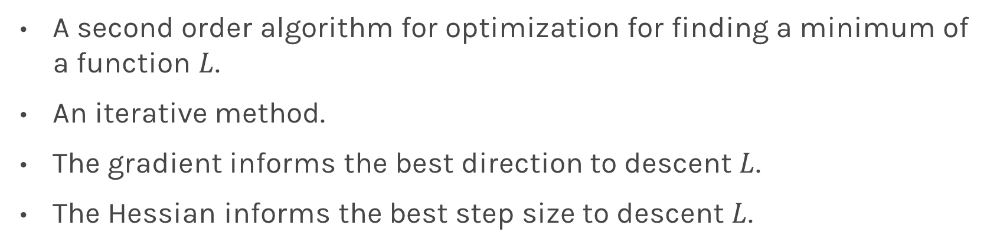 • A second order algorithm for optimization for finding a minimum of
a function L.
• An iterative method.
• The gradient informs the best direction to descent L.
• The Hessian informs the best step size to descent L.